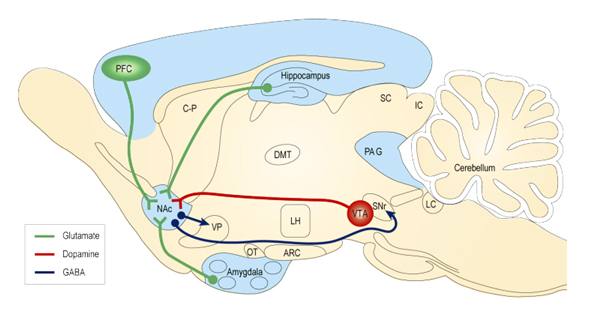 PFC
Hippocampus
C-P
SC
IC
DMT
PAG
Cerebellum
NAc
VTA
SNr
LC
VP
LH
OT
ARC
Amygdala
Glutamate
Dopamine
GABA